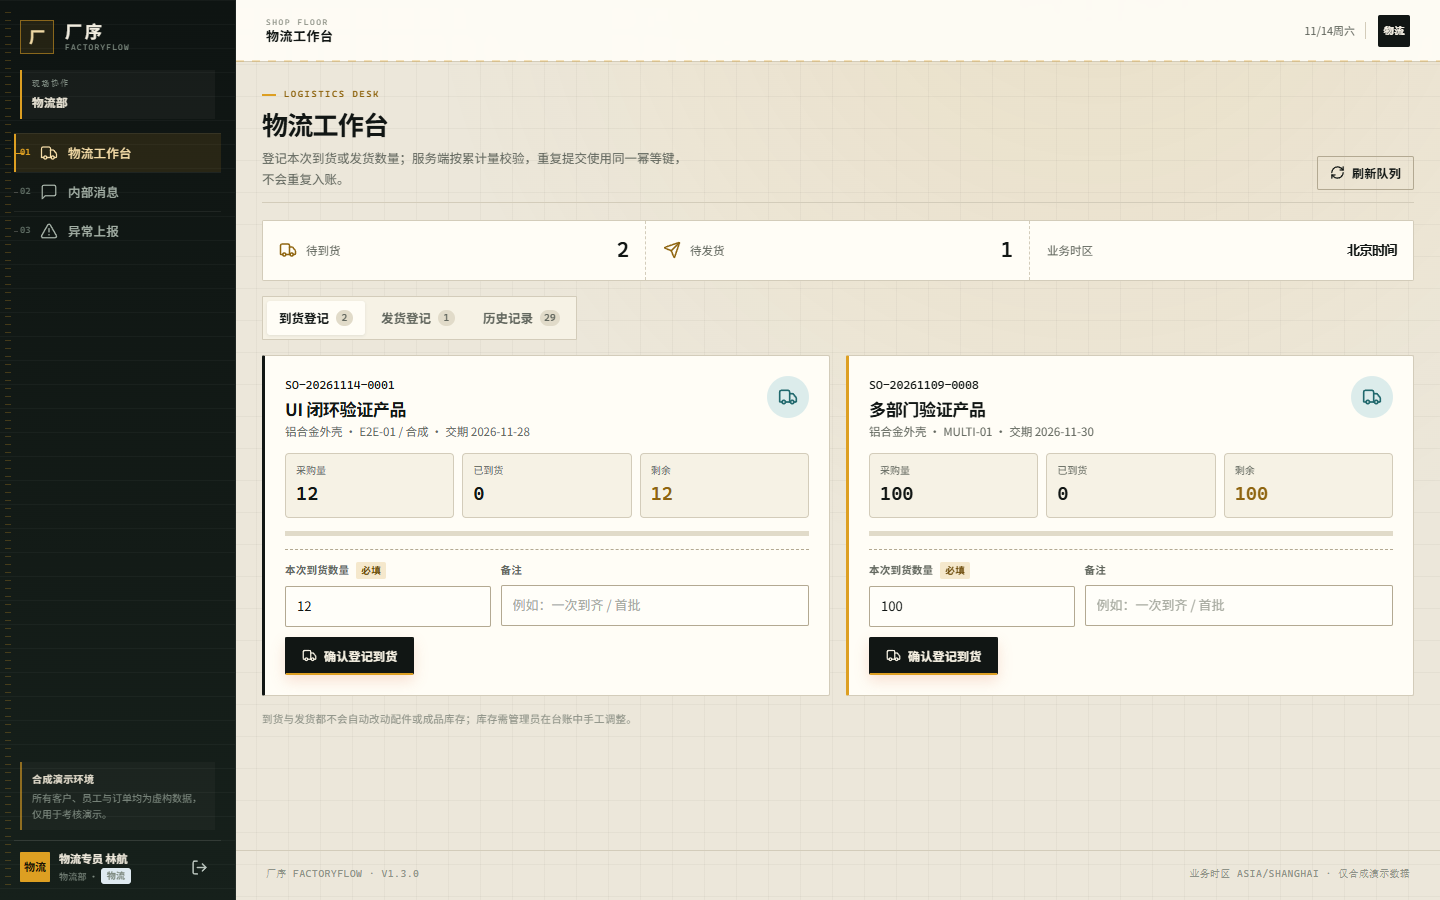 厂
厂序
FACTORYFLOW
现场协作
物流部
01 物流工作台
02 内部消息
03 异常上报
合成演示环境
所有客户、员工与订单均为虚构数据，
仅用于考核演示。
物流
物流专员 林航
物流部 • 物流
SHOP FLOOR
物流工作台
11/14周六
物流
LOGISTICS DESK
物流工作台
登记本次到货或发货数量；服务端按累计量校验，重复提交使用同一幂等键，
不会重复入账。
刷新队列
待到货 2
待发货 1
业务时区 北京时间
到货登记 2
发货登记 1
历史记录 29
SO-20261114-0001
UI 闭环验证产品
铝合金外壳 • E2E-01 / 合成 • 交期 2026-11-28
采购量 已到货 剩余
12 0 12
本次到货数量 必填 备注
12 例如：一次到齐 / 首批
确认登记到货
SO-20261109-0008
多部门验证产品
铝合金外壳 • MULTI-01 • 交期 2026-11-30
采购量 已到货 剩余
100 0 100
本次到货数量 必填 备注
100 例如：一次到齐 / 首批
确认登记到货
到货与发货都不会自动改动配件或成品库存；库存需管理员在台账中手工调整。
厂序 FACTORYFLOW · V1.3.0
业务时区 ASIA/SHANGHAI · 仅合成演示数据